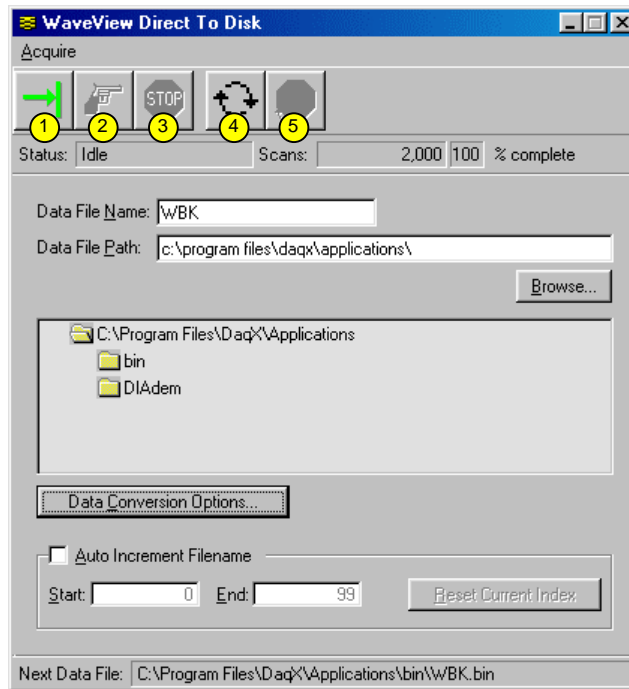 WaveView Direct To Disk
Acquire
STOP
1 2 3 4 5
Status: Idle Scans: 2,000 100 % complete
Data File Name: WBK
Data File Path: c:\program files\daqx\applications\
Browse...
C:\Program Files\DaqX\Applications
bin
DIAdem
Data Conversion Options...
Auto Increment Filename
Start: 0 End: 99 Reset Current Index
Next Data File: C:\Program Files\DaqX\Applications\bin\WBK.bin